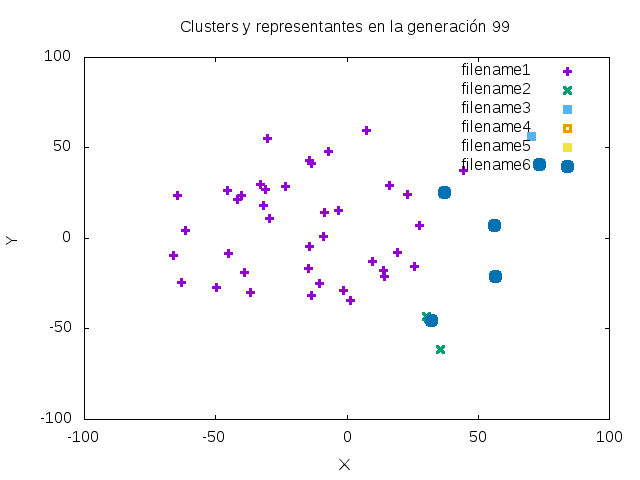 Clusters y representantes en la generación 99
100
filename1
filename2
filename3
filename4
50
filename5
filename6
Y
0
-50
-100
-100
-50
0
50
100
X